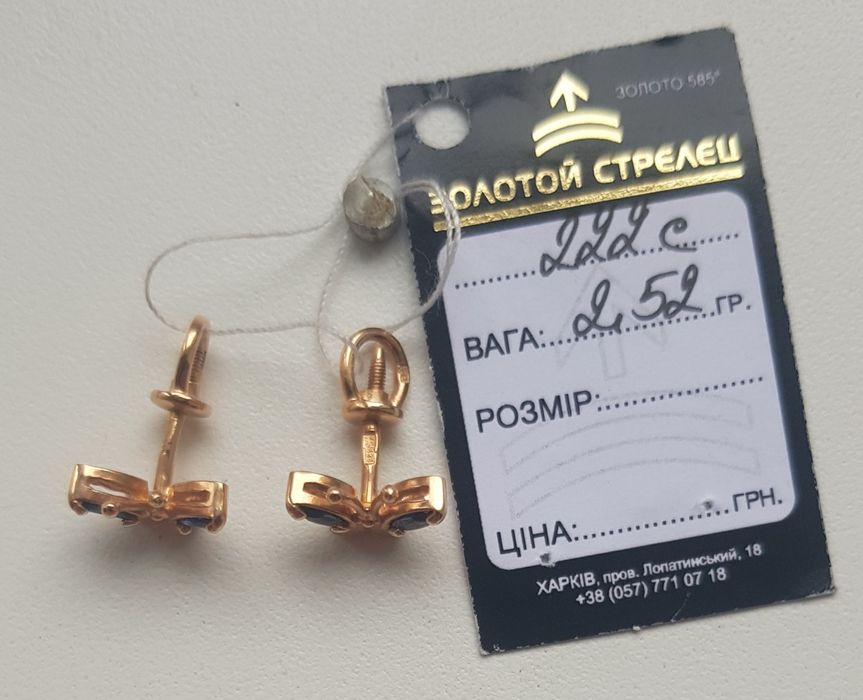 ЗОЛОТО 585°
ЗОЛОТОЙ СТРЕЛЕЦ
222 с
ВАГА: 2,52 ГР.
РОЗМІР:
ЦІНА: ГРН.
ХАРКІВ, пров. Лопатинський, 18
+38 (057) 771 07 18